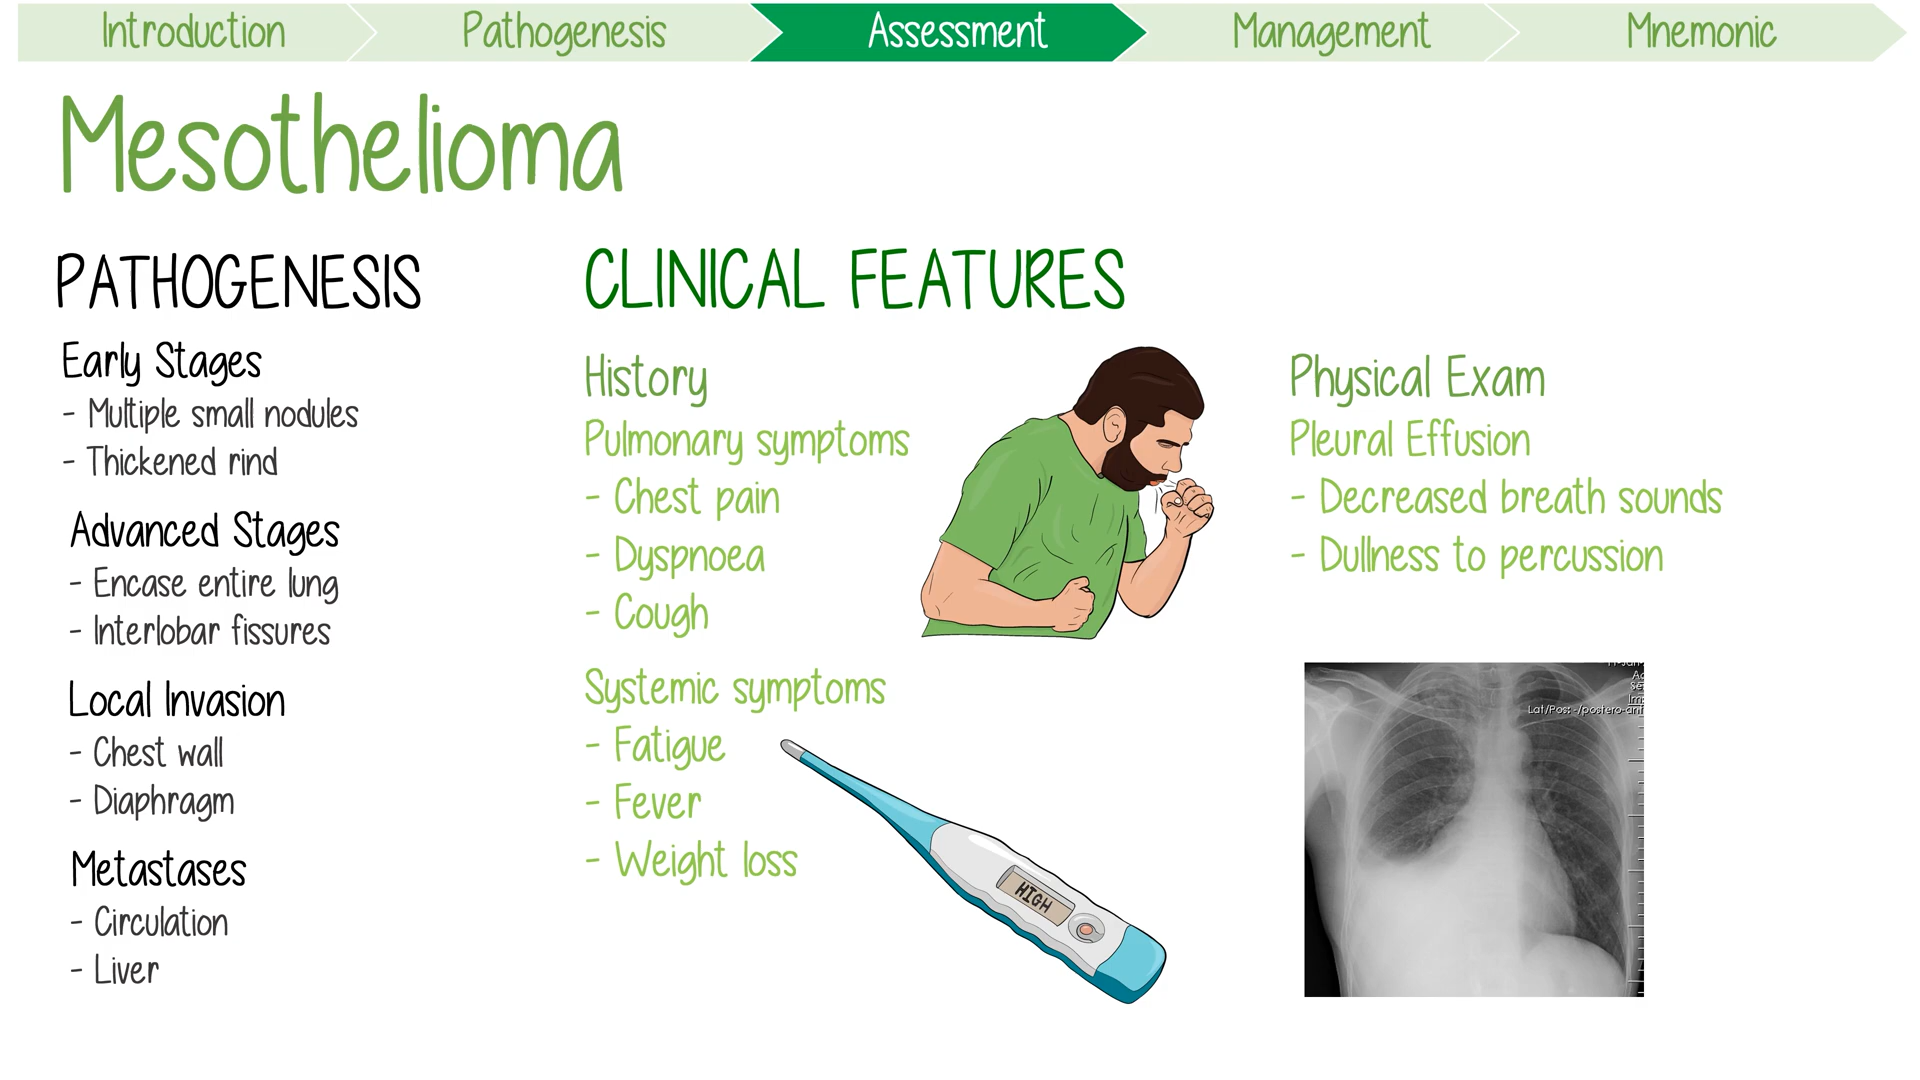 Introduction
Pathogenesis
Assessment
Management
Mnemonic
Mesothelioma
PATHOGENESIS
Early Stages
- Multiple small nodules
- Thickened rind
Advanced Stages
- Encase entire lung
- Interlobar fissures
Local Invasion
- Chest wall
- Diaphragm
Metastases
- Circulation
- Liver
CLINICAL FEATURES
History
Pulmonary symptoms
- Chest pain
- Dyspnoea
- Cough
Systemic symptoms
- Fatigue
- Fever
- Weight loss
HIGH
Physical Exam
Pleural Effusion
- Decreased breath sounds
- Dullness to percussion
Lat/Pos: -/postero-ant